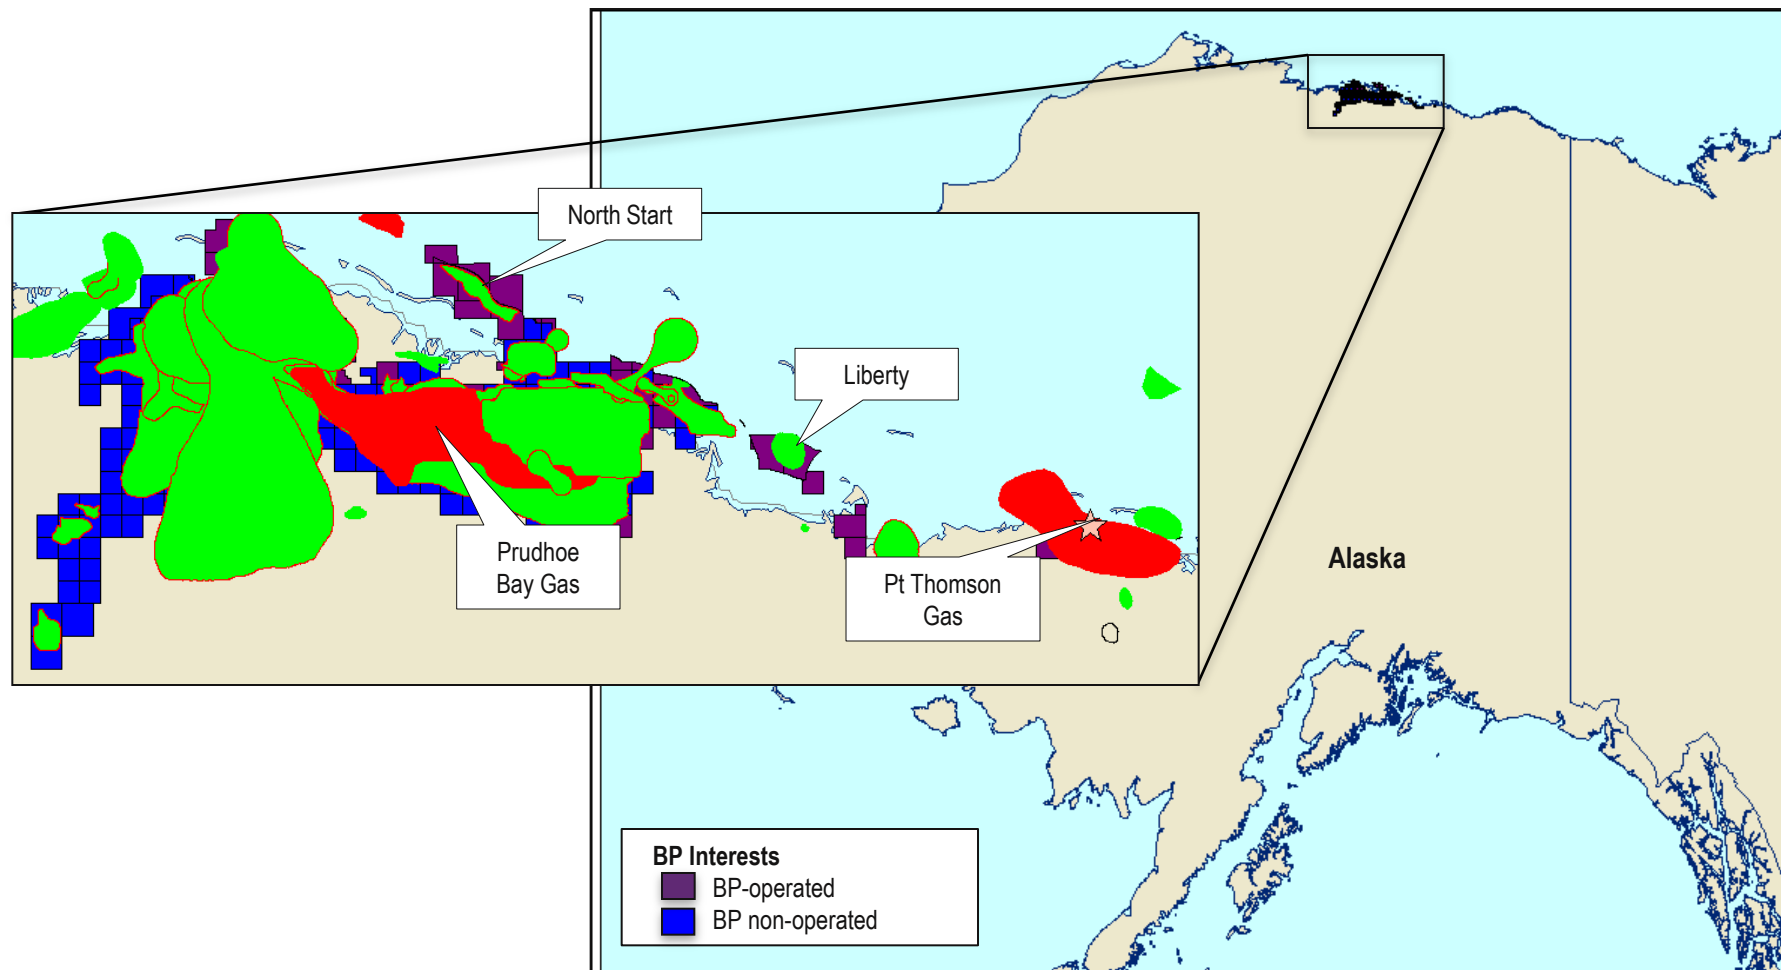 North Start
Liberty
Prudhoe
Bay Gas
Pt Thomson
Gas
Alaska
BP Interests
BP-operated
BP non-operated